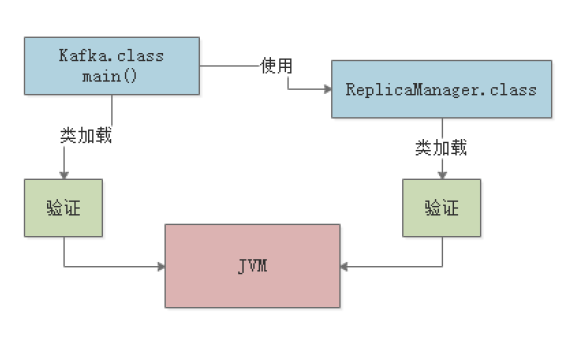 Kafka.class
main()
使用
ReplicaManager.class
类加载
类加载
验证
验证
JVM